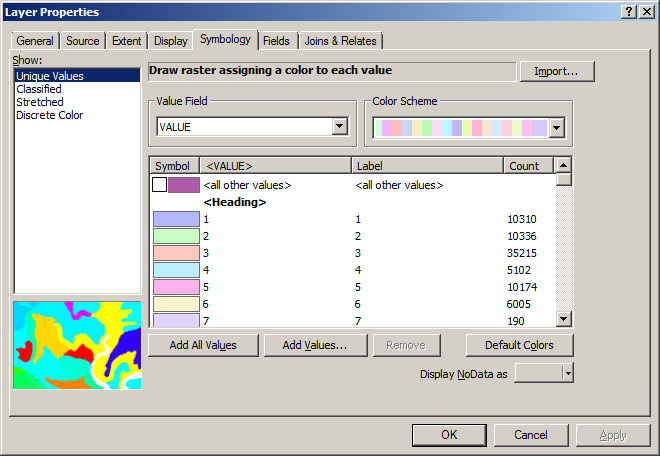 Layer Properties
General Source Extent Display Symbology Fields Joins & Relates
Show:
Unique Values
Classified
Stretched
Discrete Color
Draw raster assigning a color to each value
Import...
Value Field
VALUE
Color Scheme
Symbol <VALUE> Label Count
<all other values> <all other values>
<Heading>
1 1 10310
2 2 10336
3 3 35215
4 4 5102
5 5 10174
6 6 6005
7 7 190
Add All Values Add Values... Remove Default Colors
Display NoData as
OK Cancel Apply